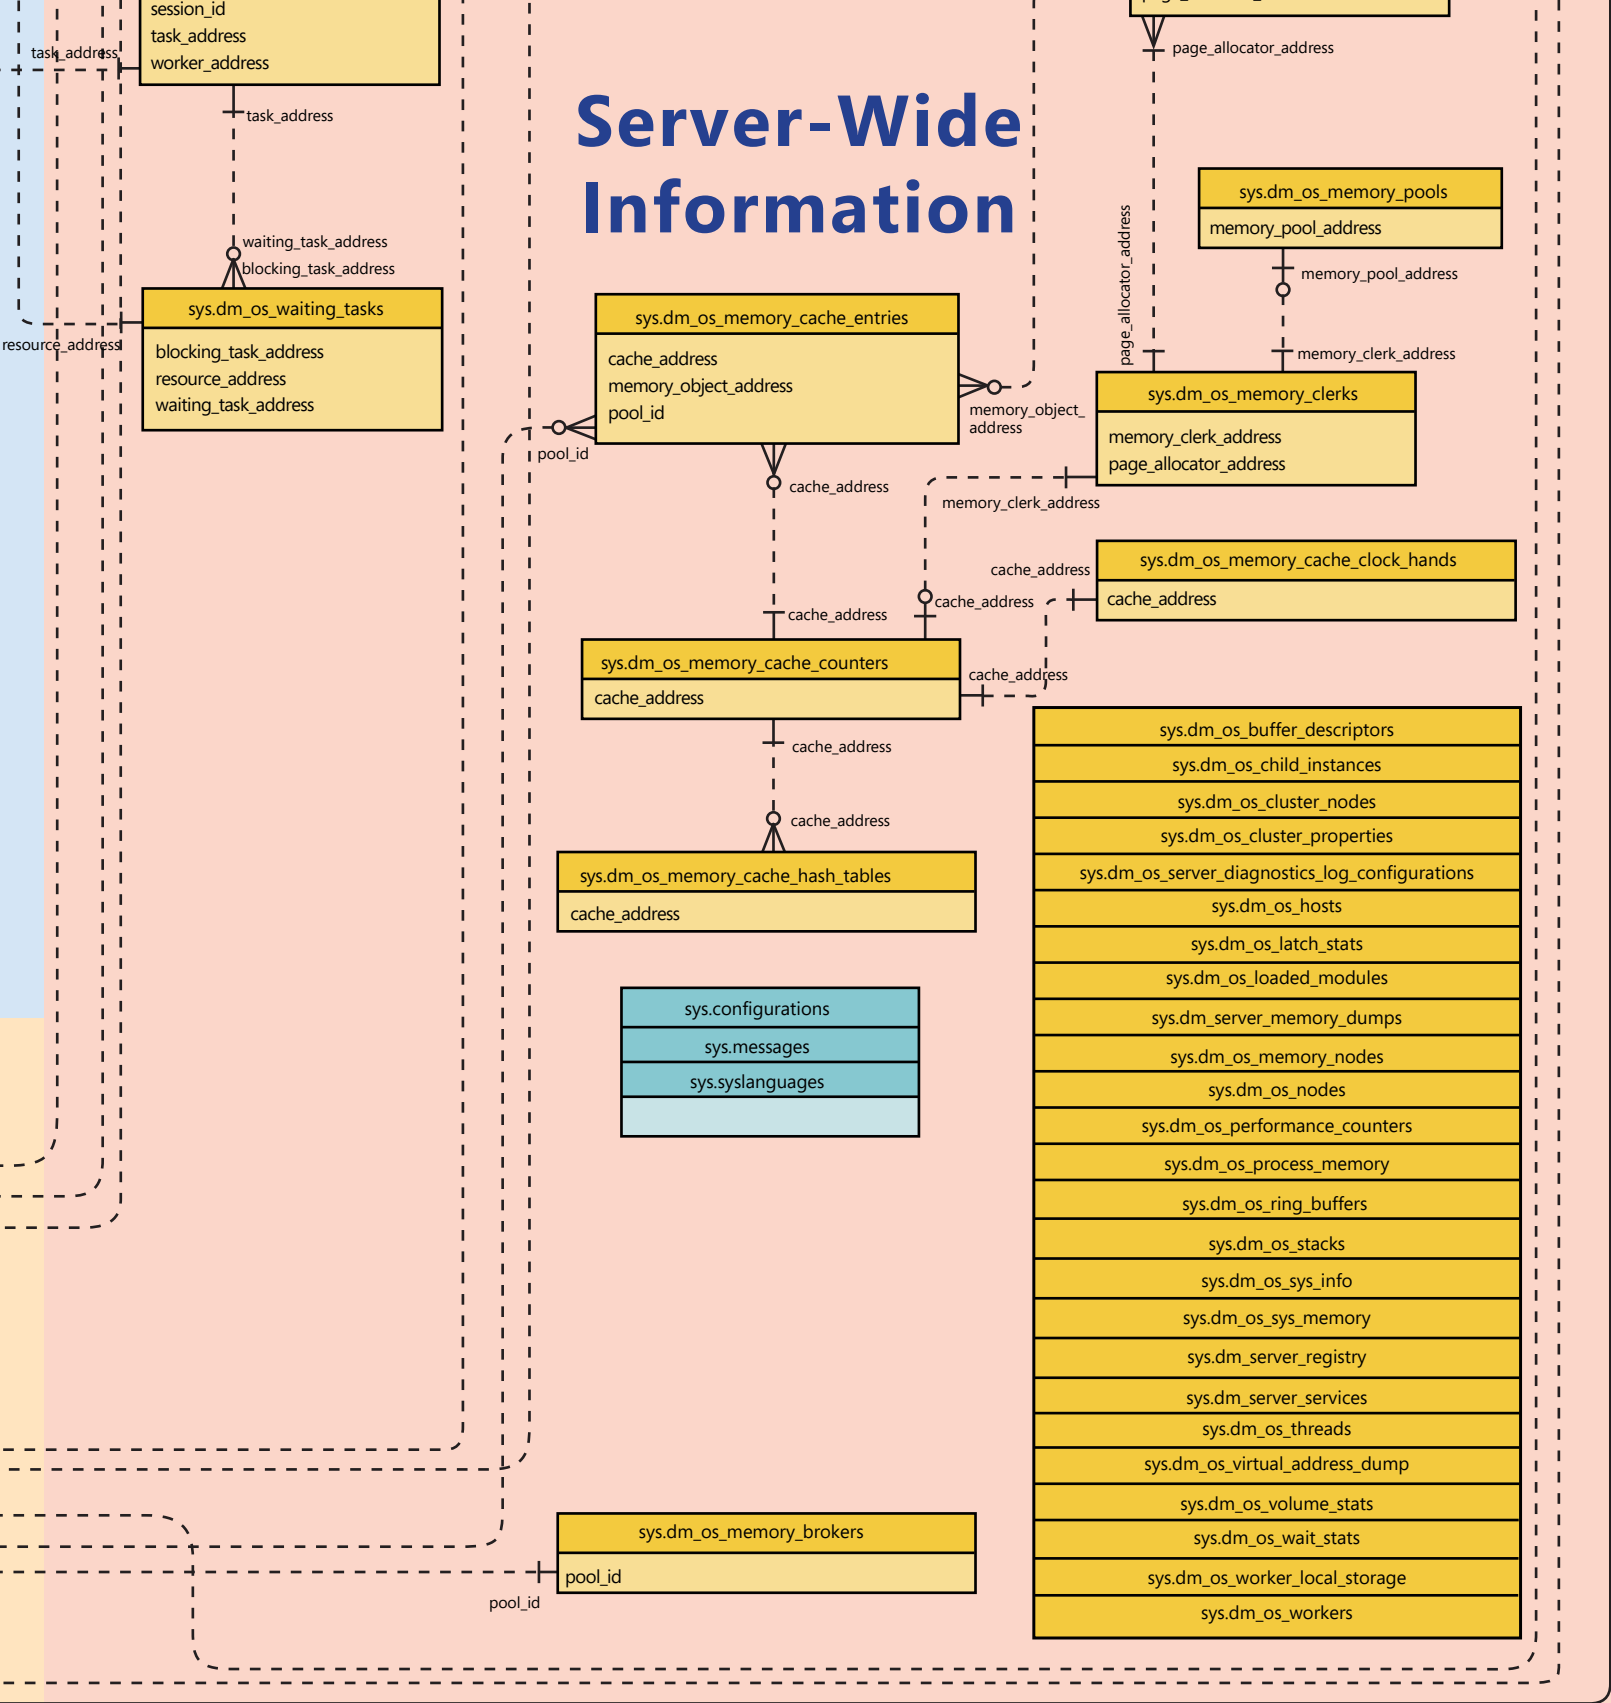 session_id
task_address
worker_address
task_address
page_allocator_address
Server-Wide
Information
task_address
sys.dm_os_memory_pools
memory_pool_address
memory_pool_address
page_allocator_address
memory_clerk_address
waiting_task_address
blocking_task_address
sys.dm_os_waiting_tasks
blocking_task_address
resource_address
waiting_task_address
resource_address
sys.dm_os_memory_cache_entries
cache_address
memory_object_address
pool_id
memory_object_
address
pool_id
cache_address
sys.dm_os_memory_clerks
memory_clerk_address
page_allocator_address
memory_clerk_address
sys.dm_os_memory_cache_clock_hands
cache_address
cache_address
cache_address
cache_address
sys.dm_os_memory_cache_counters
cache_address
cache_address
cache_address
cache_address
sys.dm_os_memory_cache_hash_tables
cache_address
sys.configurations
sys.messages
sys.syslanguages
sys.dm_os_buffer_descriptors
sys.dm_os_child_instances
sys.dm_os_cluster_nodes
sys.dm_os_cluster_properties
sys.dm_os_server_diagnostics_log_configurations
sys.dm_os_hosts
sys.dm_os_latch_stats
sys.dm_os_loaded_modules
sys.dm_server_memory_dumps
sys.dm_os_memory_nodes
sys.dm_os_nodes
sys.dm_os_performance_counters
sys.dm_os_process_memory
sys.dm_os_ring_buffers
sys.dm_os_stacks
sys.dm_os_sys_info
sys.dm_os_sys_memory
sys.dm_server_registry
sys.dm_server_services
sys.dm_os_threads
sys.dm_os_virtual_address_dump
sys.dm_os_volume_stats
sys.dm_os_wait_stats
sys.dm_os_worker_local_storage
sys.dm_os_workers
sys.dm_os_memory_brokers
pool_id
pool_id